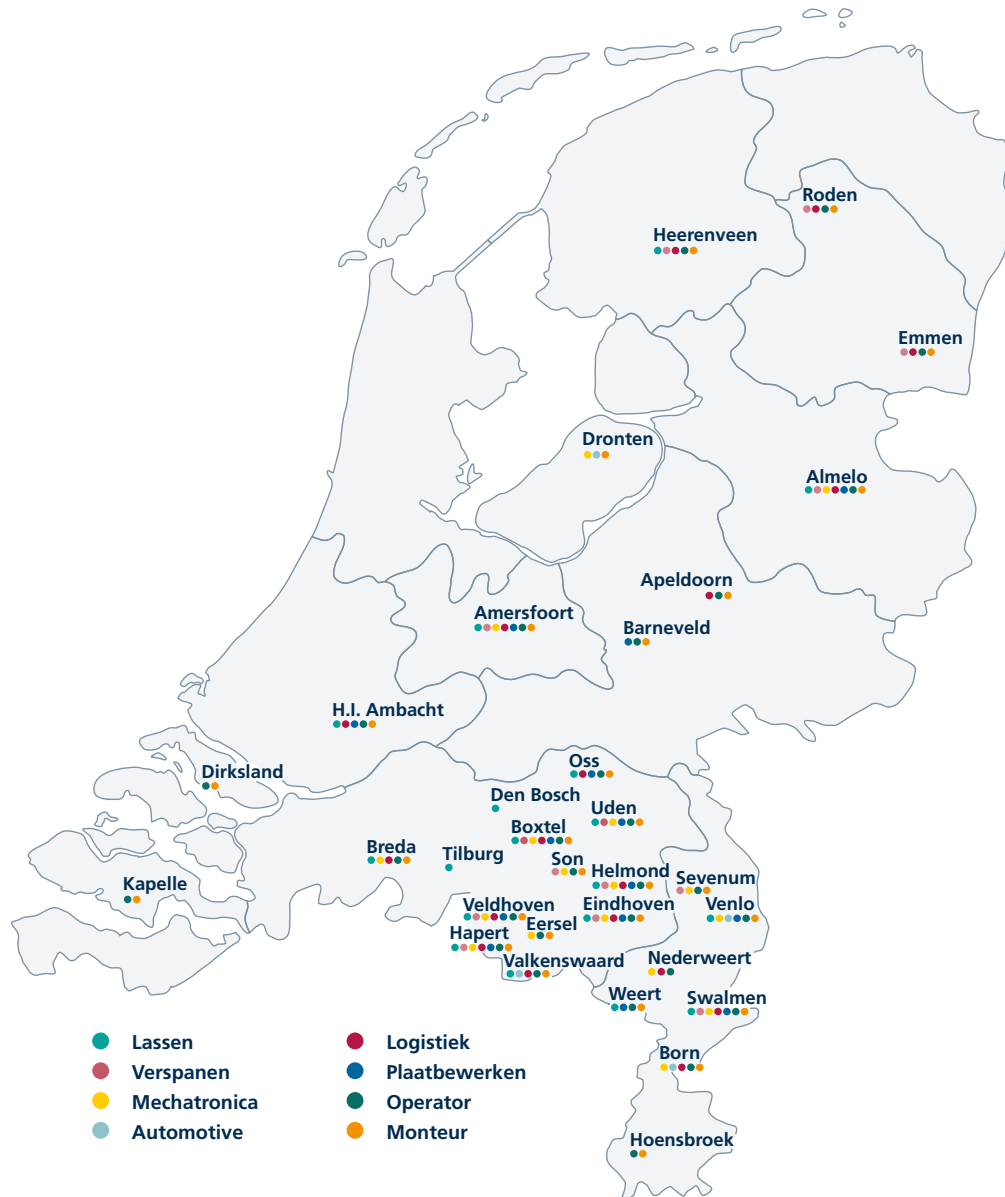 Roden
Heerenveen
Emmen
Dronten
Almelo
Apeldoorn
Amersfoort
Barneveld
H.I. Ambacht
Oss
Dirksland
Den Bosch
Uden
Boxtel
Breda
Tilburg
Son
Helmond
Sevenum
Kapelle
Veldhoven
Eindhoven
Venlo
Eersel
Hapert
Valkenswaard
Nederweert
Weert
Swalmen
Born
Hoensbroek
Lassen
Verspanen
Mechatronica
Automotive
Logistiek
Plaatbewerken
Operator
Monteur